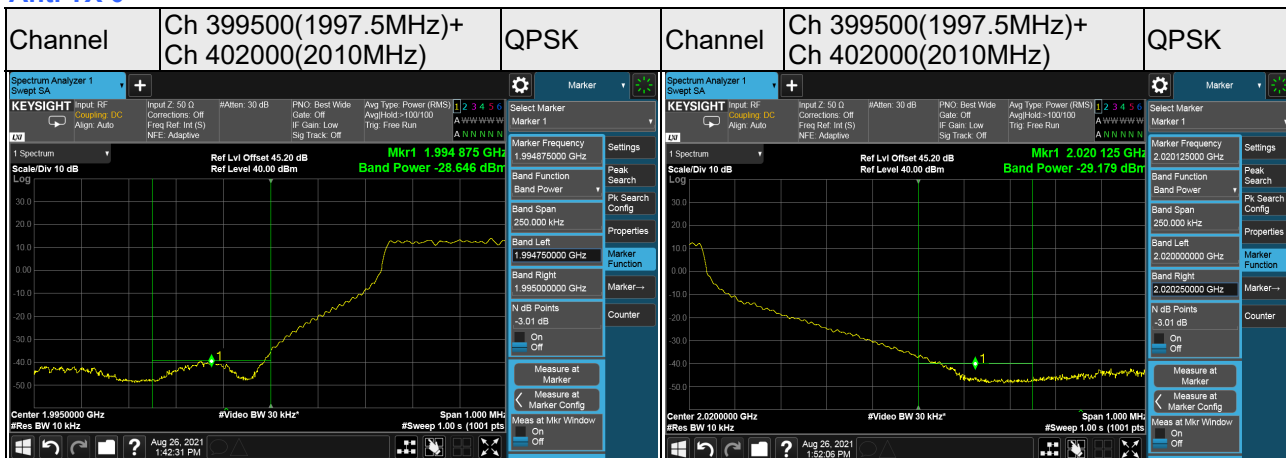 Channel
Ch 399500(1997.5MHz)+
Ch 402000(2010MHz)
QPSK
Channel
Ch 399500(1997.5MHz)+
Ch 402000(2010MHz)
QPSK
Spectrum Analyzer 1
Swept SA
+
Marker
KEYSIGHT
Input: RF
Coupling: DC
Align: Auto
Input Z: 50 Ω
Corrections: Off
Freq Ref: Int (S)
NFE: Adaptive
#Atten: 30 dB
PNO: Best Wide
Gate: Off
IF Gain: Low
Sig Track: Off
Avg Type: Power (RMS)
Avg|Hold:>100/100
Trig: Free Run
1 2 3 4 5 6
A W W W W W
A N N N N N
LXI
1 Spectrum
Scale/Div 10 dB
Log
Ref Lvl Offset 45.20 dB
Ref Level 40.00 dBm
Mkr1 1.994 875 GHz
Band Power -28.646 dBm
30.0
20.0
10.0
0.00
-10.0
-20.0
-30.0
-40.0
-50.0
1
Center 1.9950000 GHz
#Res BW 10 kHz
#Video BW 30 kHz*
Span 1.000 MHz
#Sweep 1.00 s (1001 pts
Aug 26, 2021
1:42:31 PM
?
Select Marker
Marker 1
Marker Frequency
1.994875000 GHz
Band Function
Band Power
Band Span
250.000 kHz
Band Left
1.994750000 GHz
Band Right
1.995000000 GHz
N dB Points
-3.01 dB
On
Off
Measure at
Marker
Measure at
Marker Config
Meas at Mkr Window
On
Off
Settings
Peak
Search
Pk Search
Config
Properties
Marker
Function
Marker→
Counter
Spectrum Analyzer 1
Swept SA
+
Marker
KEYSIGHT
Input: RF
Coupling: DC
Align: Auto
Input Z: 50 Ω
Corrections: Off
Freq Ref: Int (S)
NFE: Adaptive
#Atten: 30 dB
PNO: Best Wide
Gate: Off
IF Gain: Low
Sig Track: Off
Avg Type: Power (RMS)
Avg|Hold:>100/100
Trig: Free Run
1 2 3 4 5 6
A W W W W W
A N N N N N
LXI
1 Spectrum
Scale/Div 10 dB
Log
Ref Lvl Offset 45.20 dB
Ref Level 40.00 dBm
Mkr1 2.020 125 GHz
Band Power -29.179 dBm
30.0
20.0
10.0
0.00
-10.0
-20.0
-30.0
-40.0
-50.0
1
Center 2.0200000 GHz
#Res BW 10 kHz
#Video BW 30 kHz*
Span 1.000 MHz
#Sweep 1.00 s (1001 pts
Aug 26, 2021
1:52:06 PM
?
Select Marker
Marker 1
Marker Frequency
2.020125000 GHz
Band Function
Band Power
Band Span
250.000 kHz
Band Left
2.020000000 GHz
Band Right
2.020250000 GHz
N dB Points
-3.01 dB
On
Off
Measure at
Marker
Measure at
Marker Config
Meas at Mkr Window
On
Off
Settings
Peak
Search
Pk Search
Config
Properties
Marker
Function
Marker→
Counter